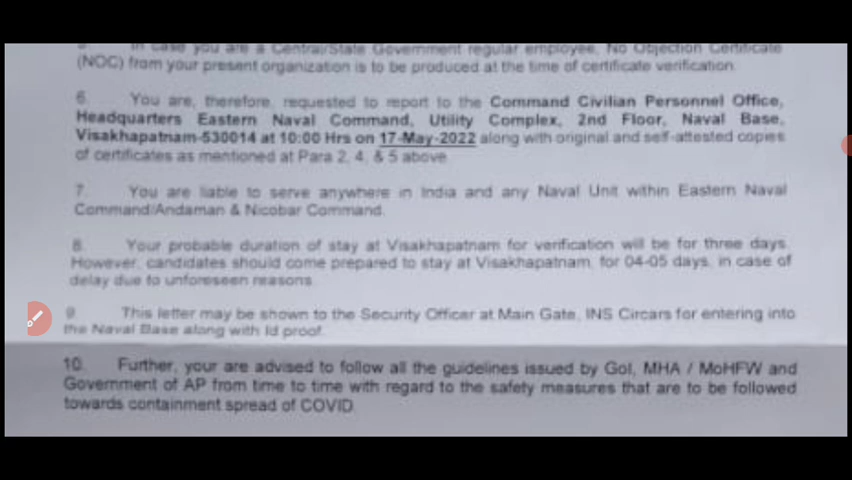 5. In case you are a Central/State Government regular employee, No Objection Certificate
(NOC) from your present organization is to be produced at the time of certificate verification.
6. You are, therefore, requested to report to the Command Civilian Personnel Office,
Headquarters Eastern Naval Command, Utility Complex, 2nd Floor, Naval Base,
Visakhapatnam-530014 at 10:00 Hrs on 17-May-2022 along with original and self-attested copies
of certificates as mentioned at Para 2, 4, & 5 above.
7. You are liable to serve anywhere in India and any Naval Unit within Eastern Naval
Command/Andaman & Nicobar Command.
8. Your probable duration of stay at Visakhapatnam for verification will be for three days.
However, candidates should come prepared to stay at Visakhapatnam, for 04-05 days, in case of
delay due to unforeseen reasons.
9. This letter may be shown to the Security Officer at Main Gate, INS Circars for entering into
the Naval Base along with Id proof.
10. Further, your are advised to follow all the guidelines issued by GoI, MHA / MoHFW and
Government of AP from time to time with regard to the safety measures that are to be followed
towards containment spread of COVID.